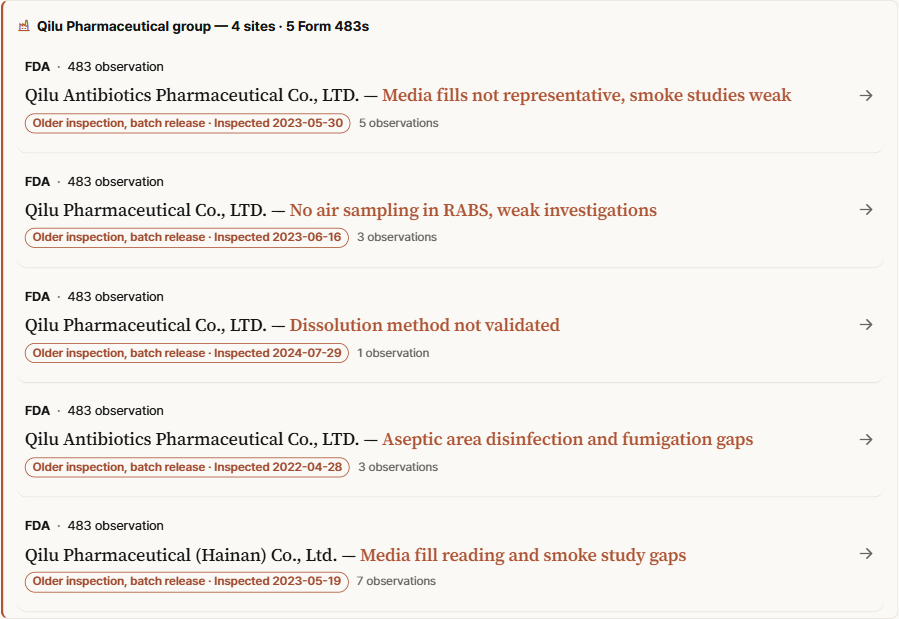 Qilu Pharmaceutical group — 4 sites · 5 Form 483s
FDA · 483 observation
Qilu Antibiotics Pharmaceutical Co., LTD. — Media fills not representative, smoke studies weak →
Older inspection, batch release · Inspected 2023-05-30 5 observations
FDA · 483 observation
Qilu Pharmaceutical Co., LTD. — No air sampling in RABS, weak investigations →
Older inspection, batch release · Inspected 2023-06-16 3 observations
FDA · 483 observation
Qilu Pharmaceutical Co., LTD. — Dissolution method not validated →
Older inspection, batch release · Inspected 2024-07-29 1 observation
FDA · 483 observation
Qilu Antibiotics Pharmaceutical Co., LTD. — Aseptic area disinfection and fumigation gaps →
Older inspection, batch release · Inspected 2022-04-28 3 observations
FDA · 483 observation
Qilu Pharmaceutical (Hainan) Co., Ltd. — Media fill reading and smoke study gaps →
Older inspection, batch release · Inspected 2023-05-19 7 observations